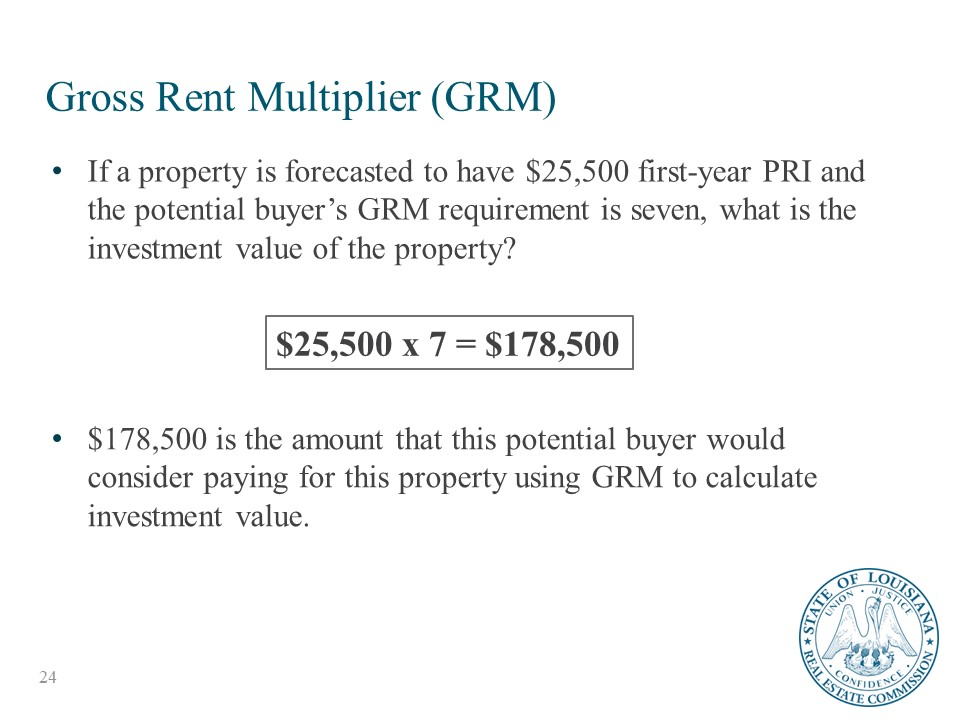 Gross Rent Multiplier (GRM)
• If a property is forecasted to have $25,500 first-year PRI and
the potential buyer’s GRM requirement is seven, what is the
investment value of the property?
$25,500 x 7 = $178,500
• $178,500 is the amount that this potential buyer would
consider paying for this property using GRM to calculate
investment value.
STATE OF LOUISIANA
UNION · JUSTICE
CONFIDENCE
REAL ESTATE COMMISSION
24